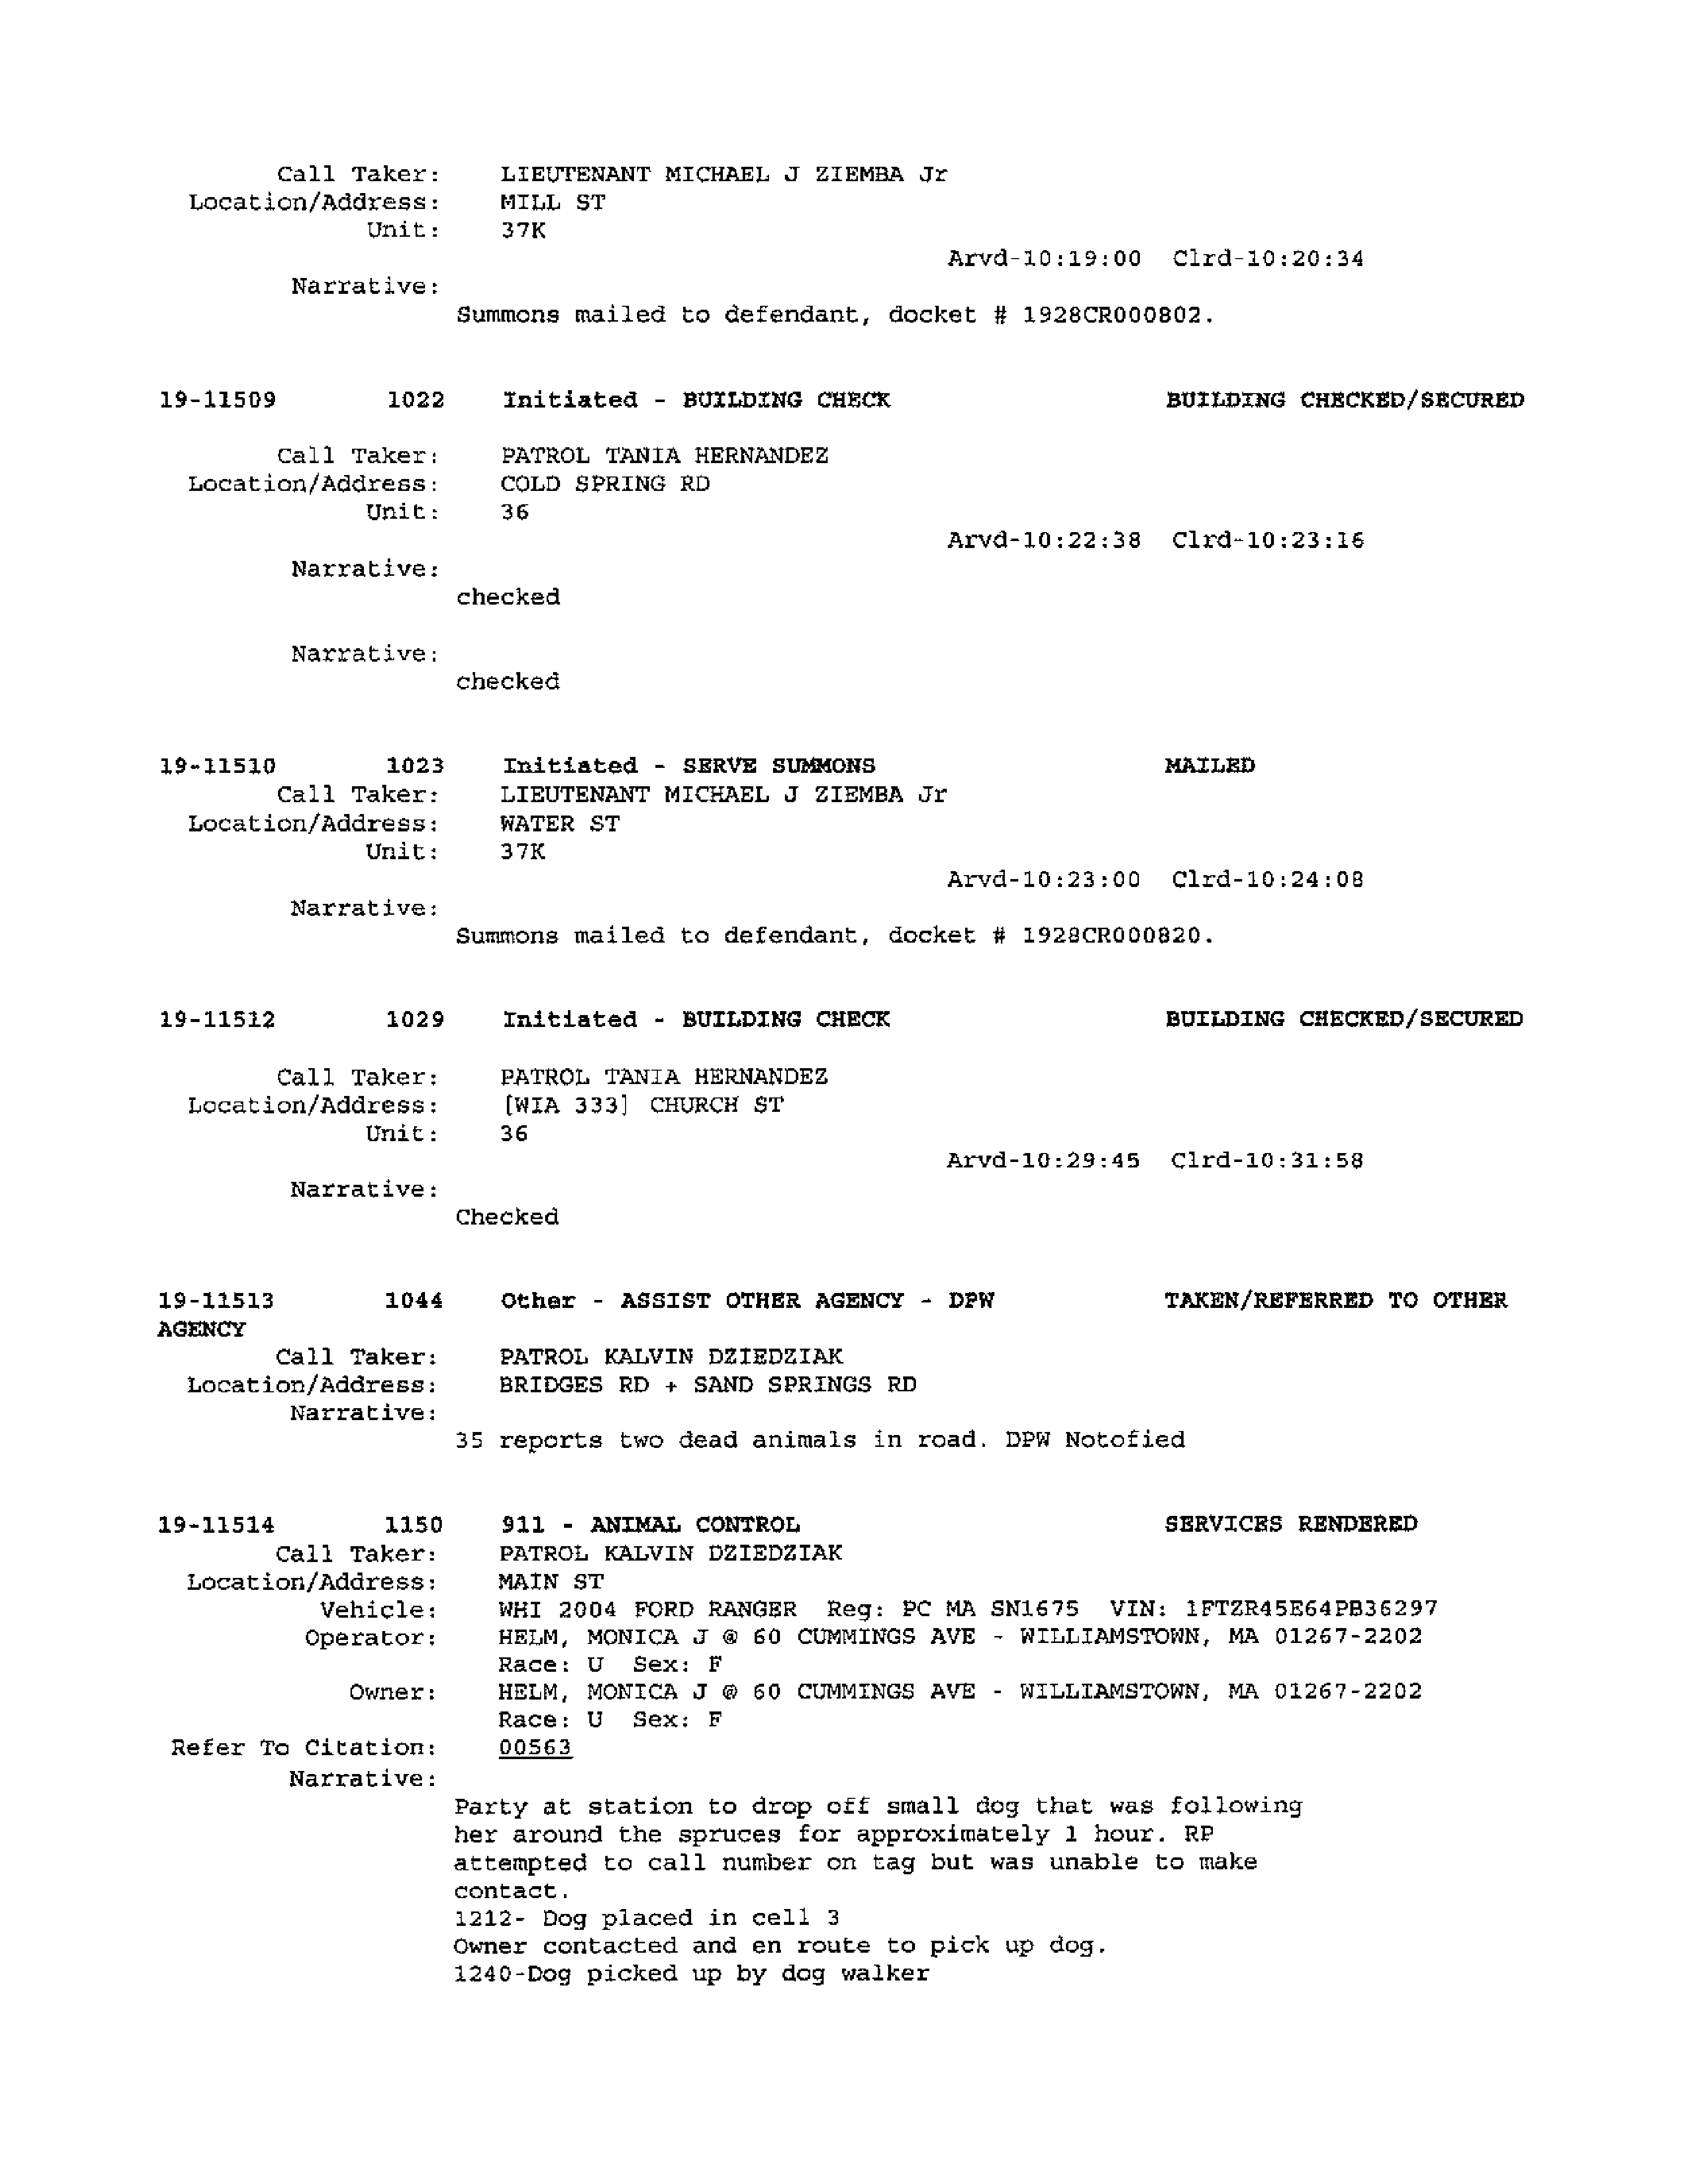 Call Taker: LIEUTENANT MICHAEL J ZIEMBA Jr
Location/Address: MILL ST
Unit: 37K
Arvd-10:19:00 Clrd-10:20:34
Narrative:
Summons mailed to defendant, docket # 1928CR000802.
19-11509 1022 Initiated - BUILDING CHECK BUILDING CHECKED/SECURED
Call Taker: PATROL TANIA HERNANDEZ
Location/Address: COLD SPRING RD
Unit: 36
Arvd-10:22:38 Clrd-10:23:16
Narrative:
checked
Narrative:
checked
19-11510 1023 Initiated - SERVE SUMMONS MAILED
Call Taker: LIEUTENANT MICHAEL J ZIEMBA Jr
Location/Address: WATER ST
Unit: 37K
Arvd-10:23:00 Clrd-10:24:08
Narrative:
Summons mailed to defendant, docket # 1928CR000820.
19-11512 1029 Initiated - BUILDING CHECK BUILDING CHECKED/SECURED
Call Taker: PATROL TANIA HERNANDEZ
Location/Address: [WIA 333] CHURCH ST
Unit: 36
Arvd-10:29:45 Clrd-10:31:58
Narrative:
Checked
19-11513 1044 Other - ASSIST OTHER AGENCY - DPW TAKEN/REFERRED TO OTHER
AGENCY
Call Taker: PATROL KALVIN DZIEDZIAK
Location/Address: BRIDGES RD + SAND SPRINGS RD
Narrative:
35 reports two dead animals in road. DPW Notofied
19-11514 1150 911 - ANIMAL CONTROL SERVICES RENDERED
Call Taker: PATROL KALVIN DZIEDZIAK
Location/Address: MAIN ST
Vehicle: WHI 2004 FORD RANGER Reg: PC MA SN1675 VIN: 1FTZR45E64PB36297
Operator: HELM, MONICA J @ 60 CUMMINGS AVE - WILLIAMSTOWN, MA 01267-2202
Race: U Sex: F
Owner: HELM, MONICA J @ 60 CUMMINGS AVE - WILLIAMSTOWN, MA 01267-2202
Race: U Sex: F
Refer To Citation: 00563
Narrative:
Party at station to drop off small dog that was following
her around the spruces for approximately 1 hour. RP
attempted to call number on tag but was unable to make
contact.
1212- Dog placed in cell 3
Owner contacted and en route to pick up dog.
1240-Dog picked up by dog walker